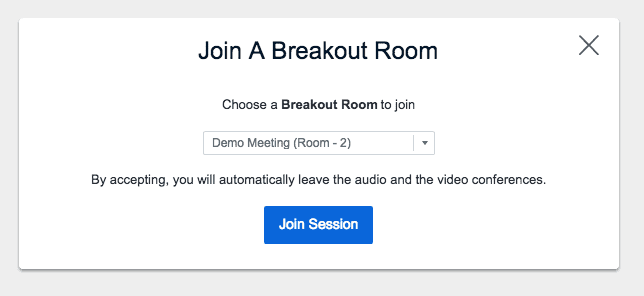 Join A Breakout Room
Choose a Breakout Room to join
Demo Meeting (Room - 2)
By accepting, you will automatically leave the audio and the video conferences.
Join Session